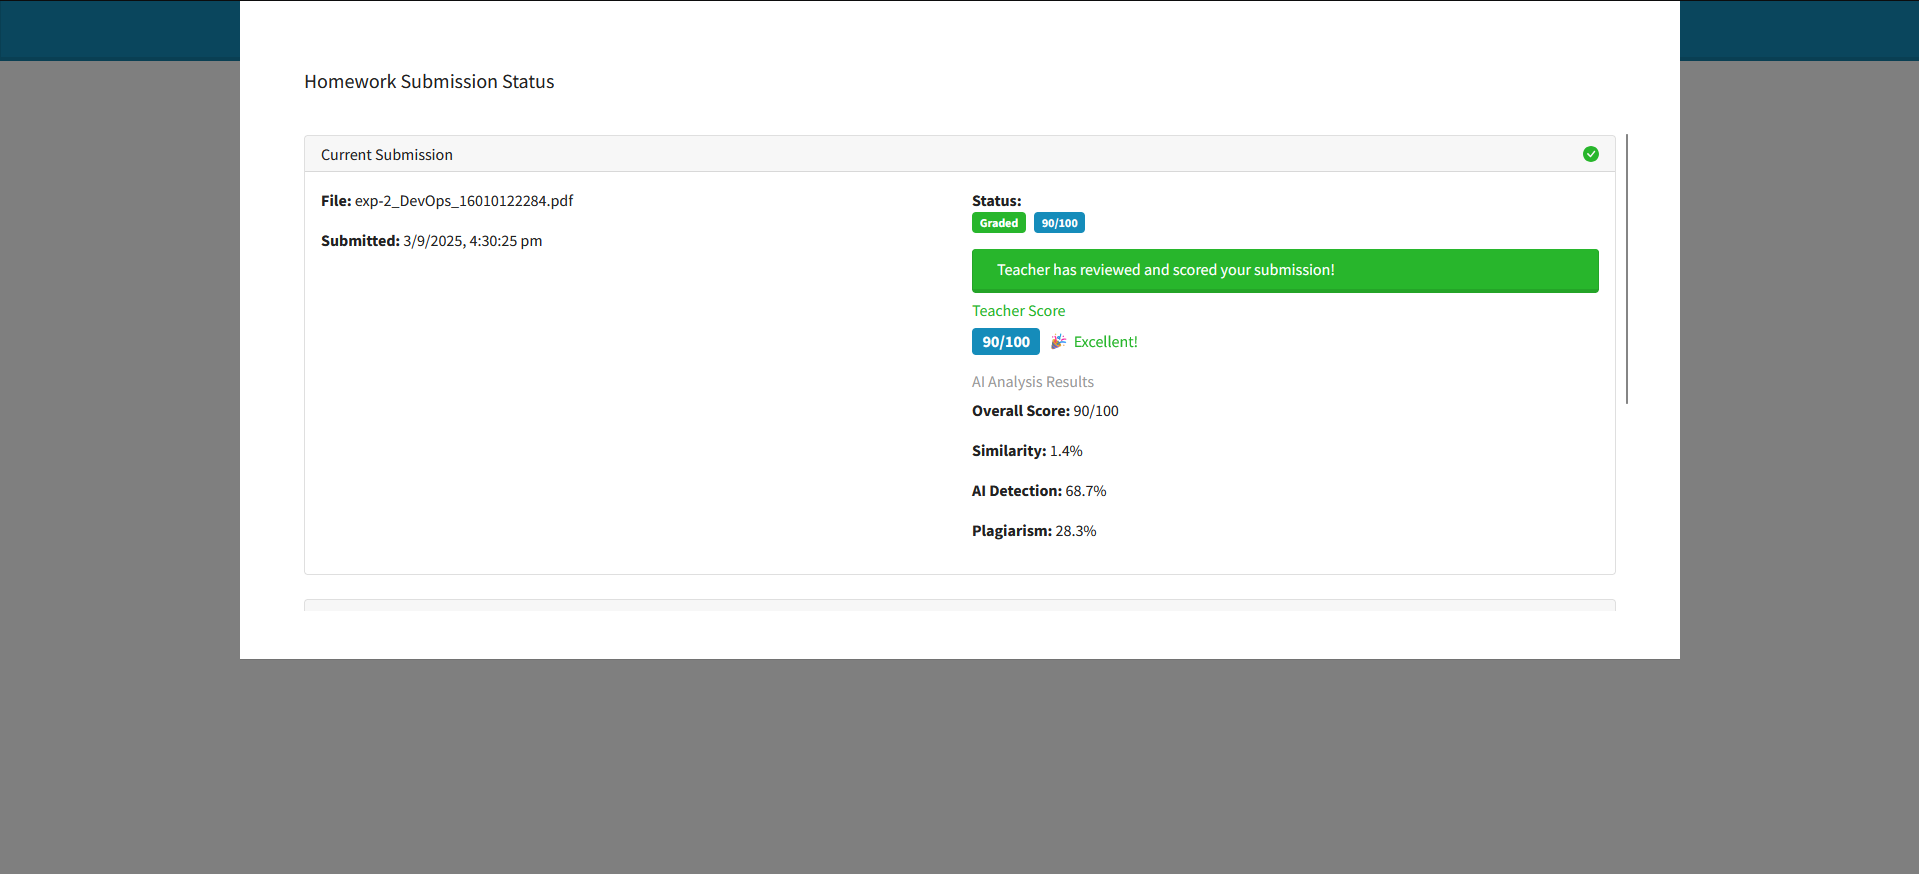 Homework Submission Status
Current Submission
File: exp-2_DevOps_16010122284.pdf
Submitted: 3/9/2025, 4:30:25 pm
Status:
Graded 90/100
Teacher has reviewed and scored your submission!
Teacher Score
90/100 🎉 Excellent!
AI Analysis Results
Overall Score: 90/100
Similarity: 1.4%
AI Detection: 68.7%
Plagiarism: 28.3%